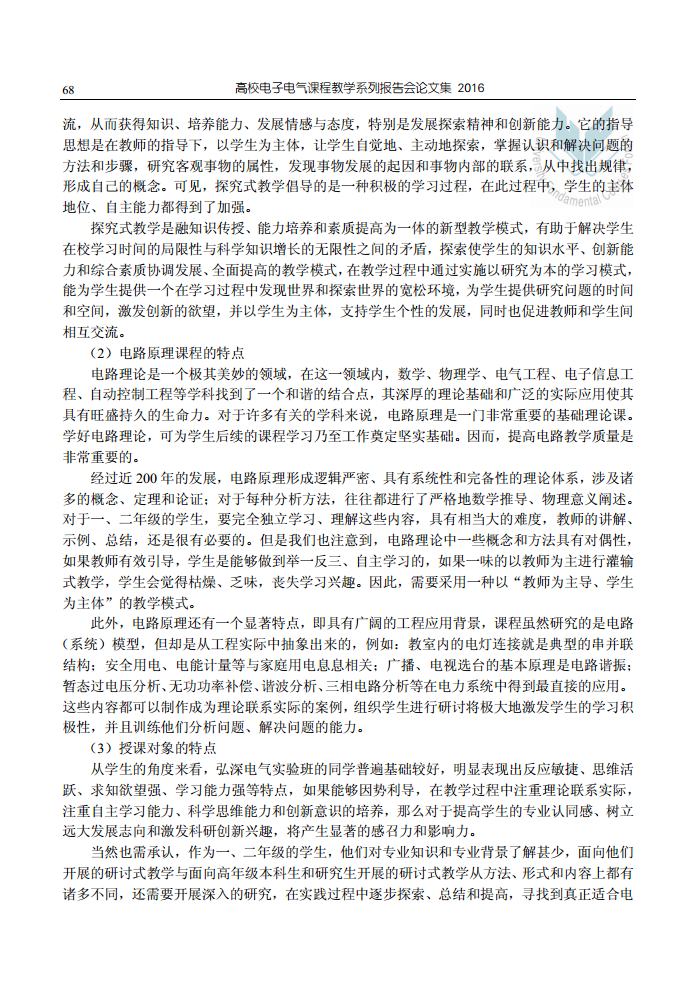 68 高校电子电气课程教学系列报告会论文集 2016
流，从而获得知识、培养能力、发展情感与态度，特别是发展探索精神和创新能力。它的指导
思想是在教师的指导下，以学生为主体，让学生自觉地、主动地探索，掌握认识和解决问题的
方法和步骤，研究客观事物的属性，发现事物发展的起因和事物内部的联系，从中找出规律，
形成自己的概念。可见，探究式教学倡导的是一种积极的学习过程，在此过程中，学生的主体
地位、自主能力都得到了加强。
探究式教学是融知识传授、能力培养和素质提高为一体的新型教学模式，有助于解决学生
在校学习时间的局限性与科学知识增长的无限性之间的矛盾，探索使学生的知识水平、创新能
力和综合素质协调发展、全面提高的教学模式，在教学过程中通过实施以研究为本的学习模式，
能为学生提供一个在学习过程中发现世界和探索世界的宽松环境，为学生提供研究问题的时间
和空间，激发创新的欲望，并以学生为主体，支持学生个性的发展，同时也促进教师和学生间
相互交流。
（2）电路原理课程的特点
电路理论是一个极其美妙的领域，在这一领域内，数学、物理学、电气工程、电子信息工
程、自动控制工程等学科找到了一个和谐的结合点，其深厚的理论基础和广泛的实际应用使其
具有旺盛持久的生命力。对于许多有关的学科来说，电路原理是一门非常重要的基础理论课。
学好电路理论，可为学生后续的课程学习乃至工作奠定坚实基础。因而，提高电路教学质量是
非常重要的。
经过近 200 年的发展，电路原理形成逻辑严密、具有系统性和完备性的理论体系，涉及诸
多的概念、定理和论证；对于每种分析方法，往往都进行了严格地数学推导、物理意义阐述。
对于一、二年级的学生，要完全独立学习、理解这些内容，具有相当大的难度，教师的讲解、
示例、总结，还是很有必要的。但是我们也注意到，电路理论中一些概念和方法具有对偶性，
如果教师有效引导，学生是能够做到举一反三、自主学习的，如果一味的以教师为主进行灌输
式教学，学生会觉得枯燥、乏味，丧失学习兴趣。因此，需要采用一种以“教师为主导、学生
为主体”的教学模式。
此外，电路原理还有一个显著特点，即具有广阔的工程应用背景，课程虽然研究的是电路
（系统）模型，但却是从工程实际中抽象出来的，例如：教室内的电灯连接就是典型的串并联
结构；安全用电、电能计量等与家庭用电息息相关；广播、电视选台的基本原理是电路谐振；
暂态过电压分析、无功功率补偿、谐波分析、三相电路分析等在电力系统中得到最直接的应用。
这些内容都可以制作成为理论联系实际的案例，组织学生进行研讨将极大地激发学生的学习积
极性，并且训练他们分析问题、解决问题的能力。
（3）授课对象的特点
从学生的角度来看，弘深电气实验班的同学普遍基础较好，明显表现出反应敏捷、思维活
跃、求知欲望强、学习能力强等特点，如果能够因势利导，在教学过程中注重理论联系实际，
注重自主学习能力、科学思维能力和创新意识的培养，那么对于提高学生的专业认同感、树立
远大发展志向和激发科研创新兴趣，将产生显著的感召力和影响力。
当然也需承认，作为一、二年级的学生，他们对专业知识和专业背景了解甚少，面向他们
开展的研讨式教学与面向高年级本科生和研究生开展的研讨式教学从方法、形式和内容上都有
诸多不同，还需要开展深入的研究，在实践过程中逐步探索、总结和提高，寻找到真正适合电